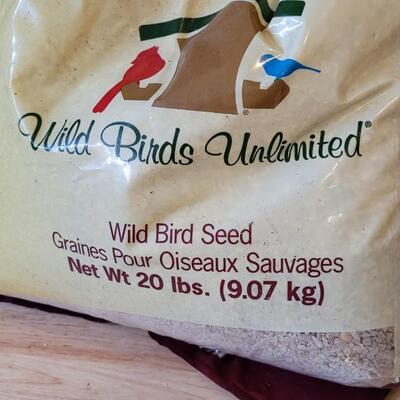 Wild Birds Unlimited®
Wild Bird Seed
Graines Pour Oiseaux Sauvages
Net Wt 20 lbs. (9.07 kg)